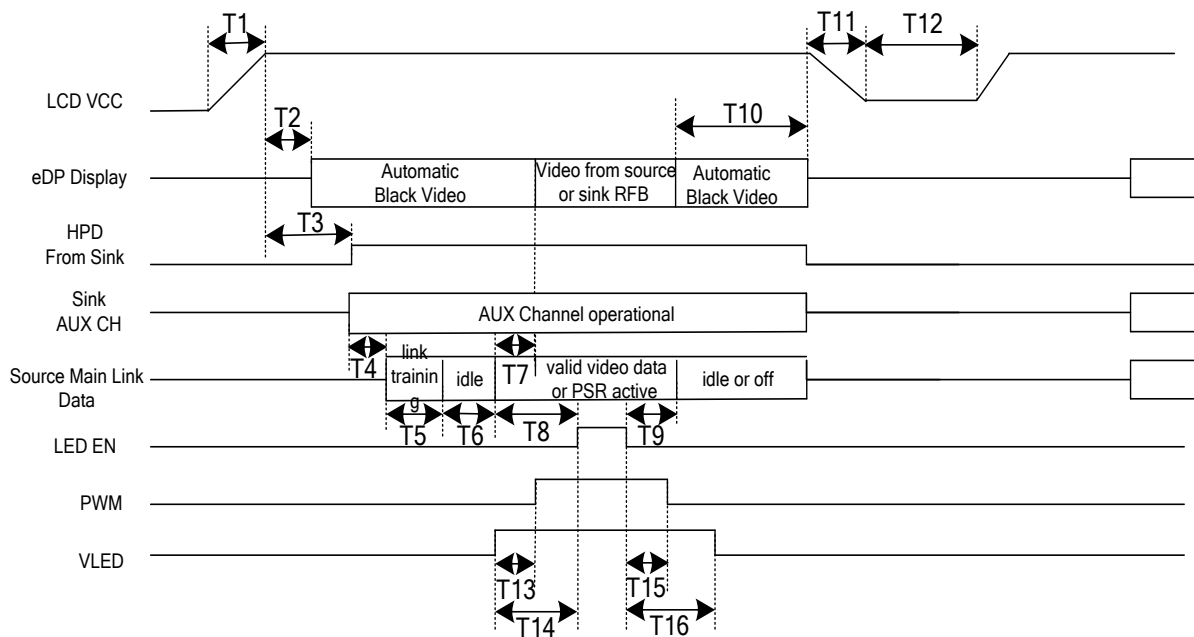 T1
T11
T12
LCD VCC
T2
T10
eDP Display
Automatic
Black Video
Video from source
or sink RFB
Automatic
Black Video
HPD
From Sink
T3
Sink
AUX CH
AUX Channel operational
Source Main Link
Data
T4
link
trainin
g
idle
T7
valid video data
or PSR active
idle or off
T5
T6
T8
T9
LED EN
PWM
VLED
T13
T15
T14
T16